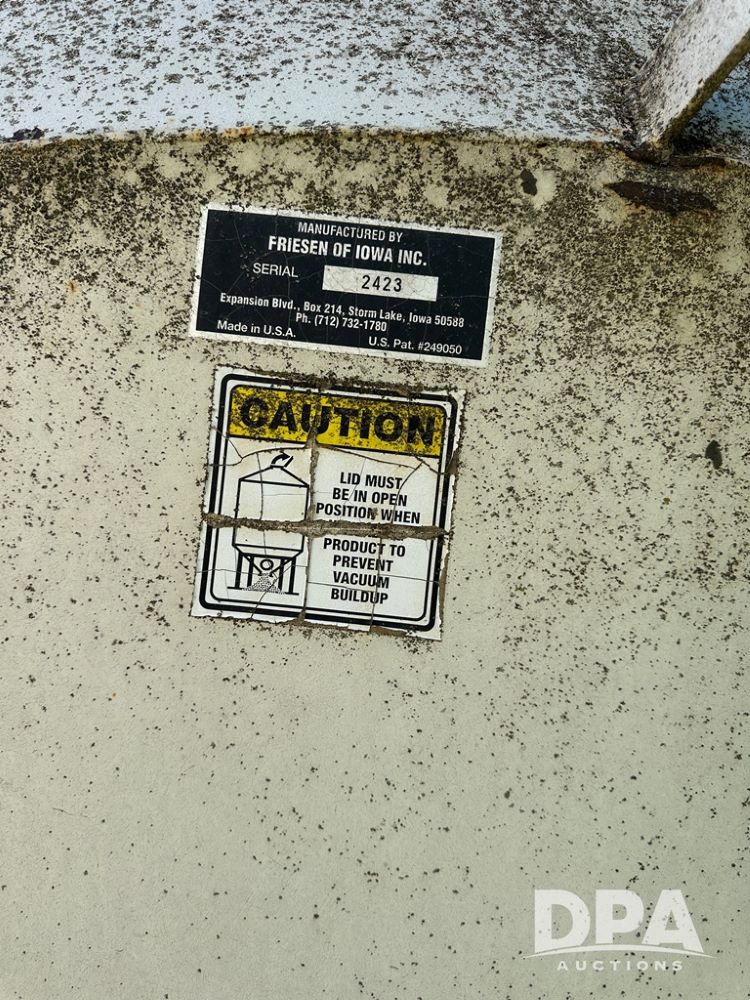 MANUFACTURED BY
FRIESEN OF IOWA INC.
SERIAL 2423
Expansion Blvd., Box 214, Storm Lake, Iowa 50588
Ph. (712) 732-1780
Made in U.S.A. U.S. Pat. #249050
CAUTION
LID MUST
BE IN OPEN
POSITION WHEN
PRODUCT TO
PREVENT
VACUUM
BUILDUP
DPA
AUCTIONS